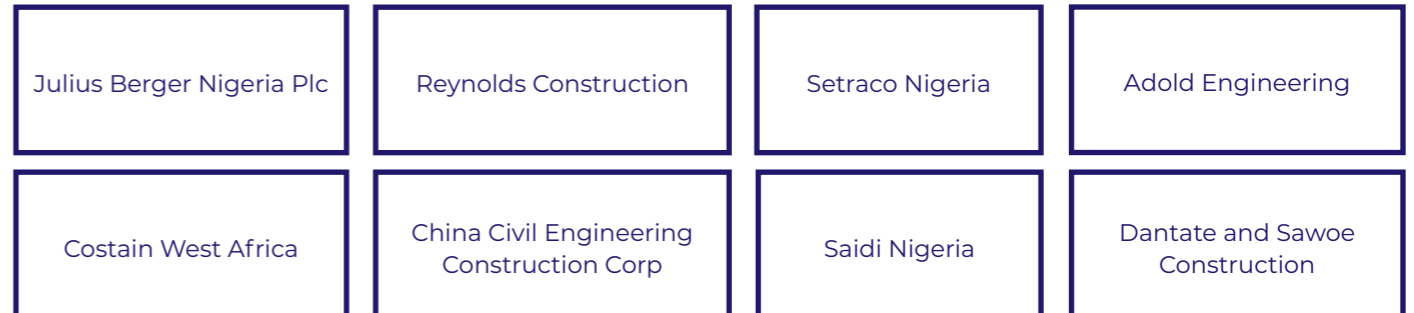 Julius Berger Nigeria Plc
Reynolds Construction
Setraco Nigeria
Adold Engineering
Costain West Africa
China Civil Engineering
Construction Corp
Saidi Nigeria
Dantate and Sawoe
Construction